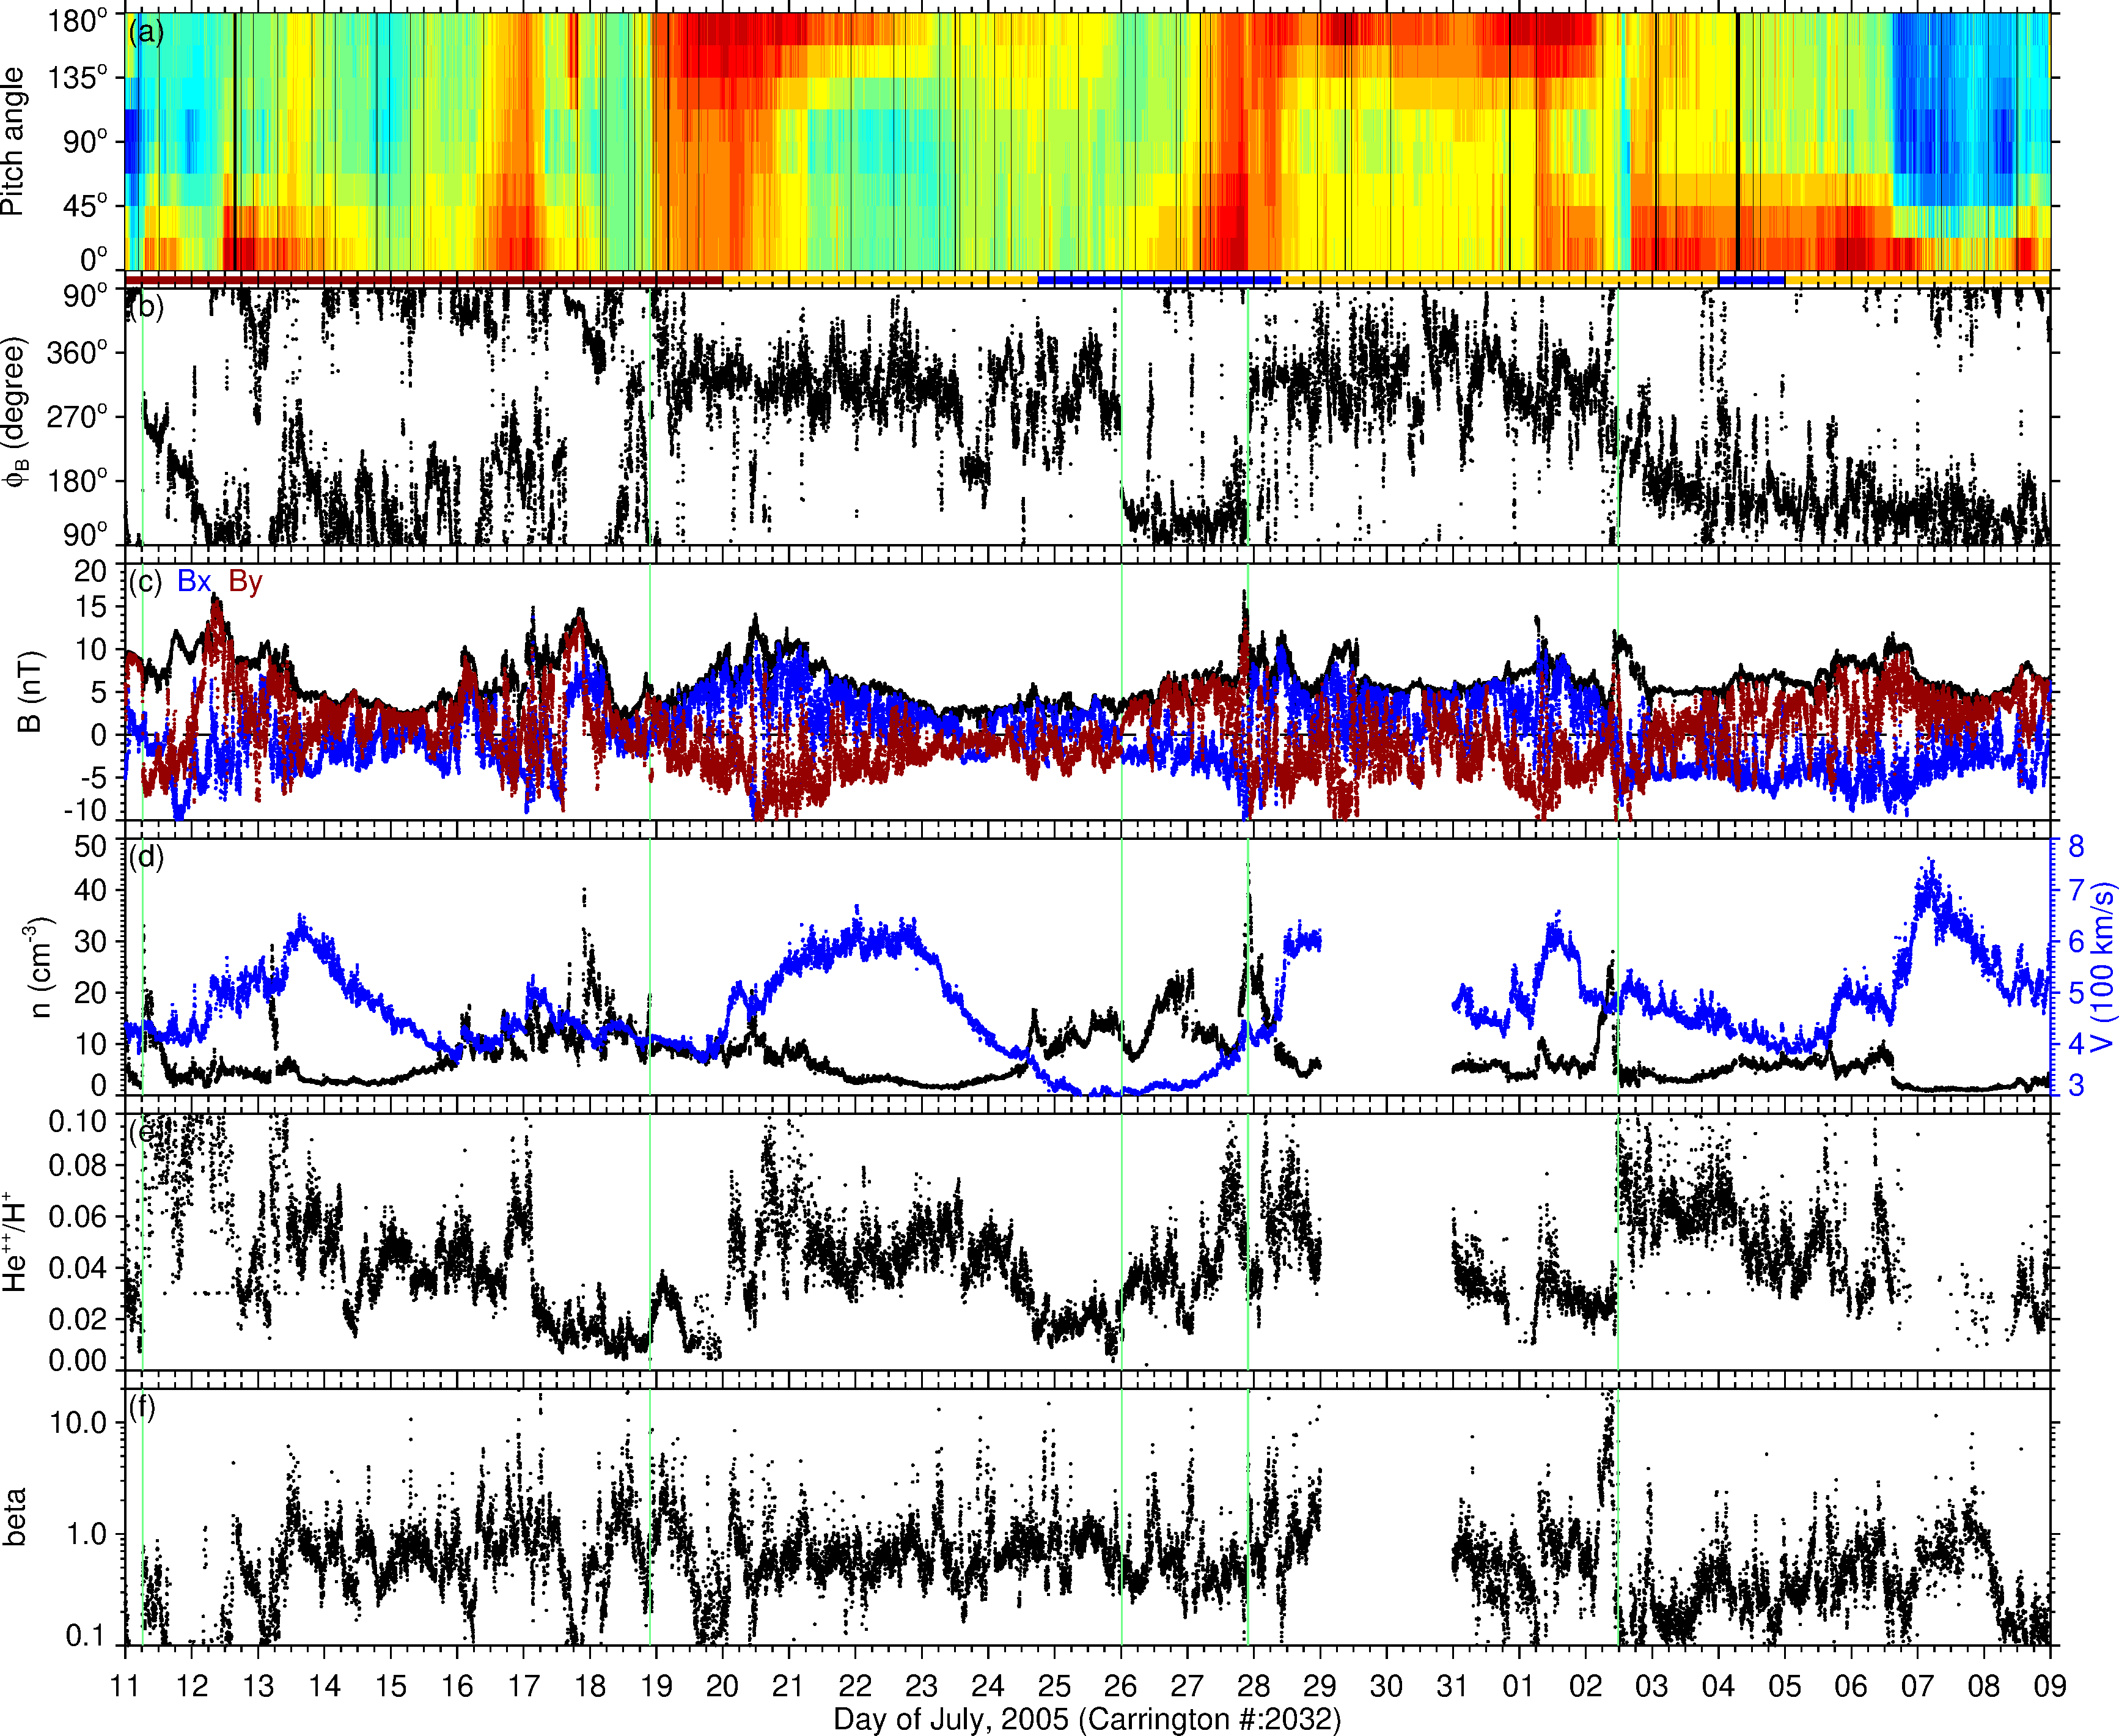 (a)
180°
135°
90°
45°
0°
Pitch angle
(b)
90°
360°
270°
180°
90°
ϕB (degree)
(c) Bx By
20
15
10
5
0
-5
-10
B (nT)
(d)
50
40
30
20
10
0
n (cm-3)
8
7
6
5
4
3
V (100 km/s)
(e
0.10
0.08
0.06
0.04
0.02
0.00
He++/H+
(f)
10.0
1.0
0.1
beta
11 12 13 14 15 16 17 18 19 20 21 22 23 24 25 26 27 28 29 30 31 01 02 03 04 05 06 07 08 09
Day of July, 2005 (Carrington #:2032)